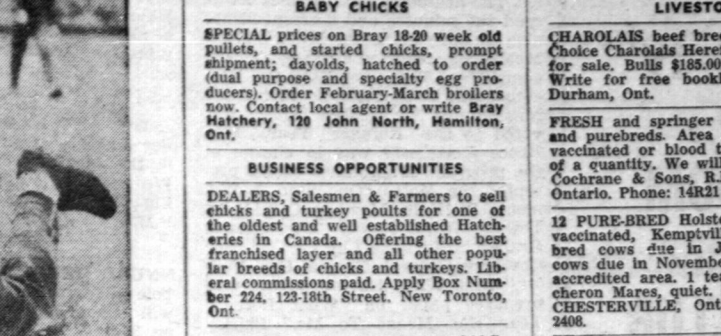 BABY CHICKS
SPECIAL prices on Bray 18-20 week old
pullets, and started chicks, prompt
shipment; dayolds, hatched to order
(dual purpose and specialty egg pro-
ducers). Order February-March broilers
now. Contact local agent or write Bray
Hatchery, 120 John North, Hamilton,
Ont.
BUSINESS OPPORTUNITIES
DEALERS, Salesmen & Farmers to sell
chicks and turkey poults for one of
the oldest and well established Hatch-
eries in Canada. Offering the best
franchised layer and all other popu-
lar breeds of chicks and turkeys. Lib-
eral commissions paid. Apply Box Num-
ber 224, 123-18th Street. New Toronto,
Ont
LIVESTO
CHAROLAIS beef bre
Choice Charolais Here
for sale. Bulls $185.00
Write for free book
Durham, Ont.
FRESH and springer
and purebreds. Area
vaccinated or blood t
of a quantity. We wil
Cochrane & Sons, R.
Ontario. Phone: 14R21
12 PURE-BRED Holst
vaccinated, Kemptvil
bred cows due in J
cows due in Novembe
accredited area. 1 te
cheron Mares, quiet.
CHESTERVILLE, Ont
2408.